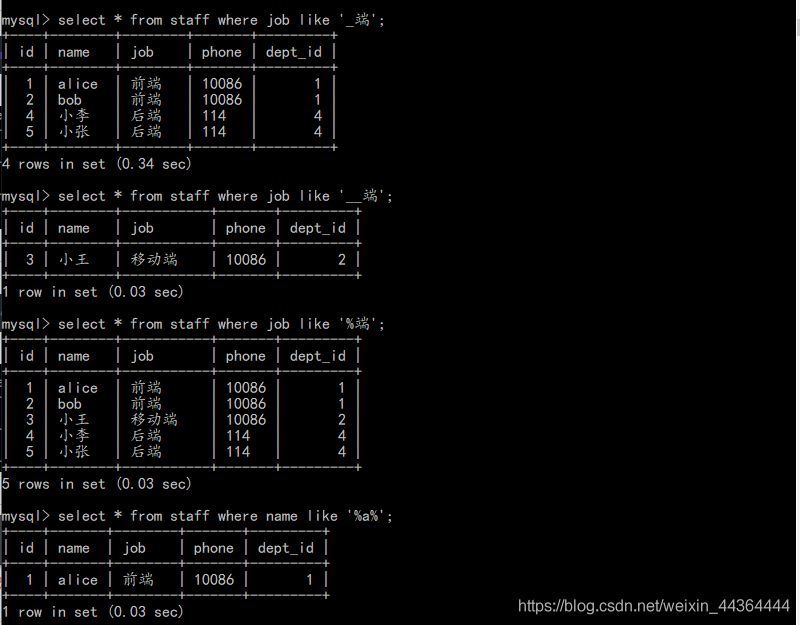 mysql> select * from staff where job like '_端';
+----+-------+------+-------+---------+
| id | name  | job  | phone | dept_id |
+----+-------+------+-------+---------+
|  1 | alice | 前端 | 10086 |       1 |
|  2 | bob   | 前端 | 10086 |       1 |
|  4 | 小李  | 后端 | 114   |       4 |
|  5 | 小张  | 后端 | 114   |       4 |
+----+-------+------+-------+---------+
4 rows in set (0.34 sec)
mysql> select * from staff where job like '__端';
+----+------+--------+-------+---------+
| id | name | job    | phone | dept_id |
+----+------+--------+-------+---------+
|  3 | 小王 | 移动端 | 10086 |       2 |
+----+------+--------+-------+---------+
1 row in set (0.03 sec)
mysql> select * from staff where job like '%端';
+----+-------+--------+-------+---------+
| id | name  | job    | phone | dept_id |
+----+-------+--------+-------+---------+
|  1 | alice | 前端   | 10086 |       1 |
|  2 | bob   | 前端   | 10086 |       1 |
|  3 | 小王  | 移动端 | 10086 |       2 |
|  4 | 小李  | 后端   | 114   |       4 |
|  5 | 小张  | 后端   | 114   |       4 |
+----+-------+--------+-------+---------+
5 rows in set (0.03 sec)
mysql> select * from staff where name like '%a%';
+----+-------+------+-------+---------+
| id | name  | job  | phone | dept_id |
+----+-------+------+-------+---------+
|  1 | alice | 前端 | 10086 |       1 |
+----+-------+------+-------+---------+
1 row in set (0.03 sec)
https://blog.csdn.net/weixin_44364444